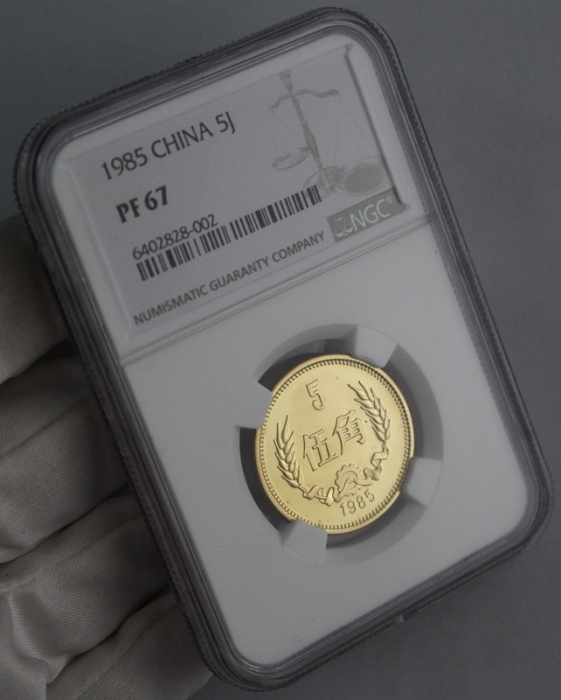 1985 CHINA 5J
PF 67
6402828-002
NGC
NUMISMATIC GUARANTY COMPANY
5
伍角
1985